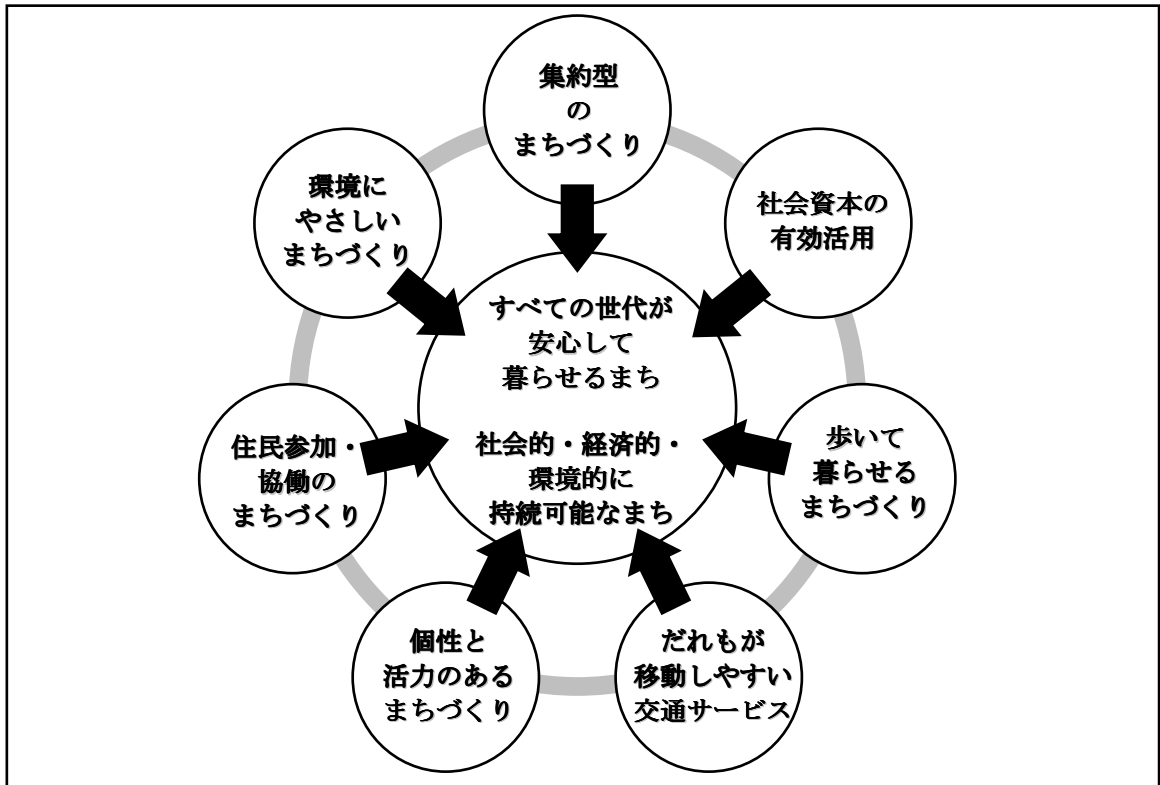 集約型
の
まちづくり
社会資本の
有効活用
歩いて
暮らせる
まちづくり
だれもが
移動しやすい
交通サービス
個性と
活力のある
まちづくり
住民参加・
協働の
まちづくり
環境に
やさしい
まちづくり
すべての世代が
安心して
暮らせるまち
社会的・経済的・
環境的に
持続可能なまち